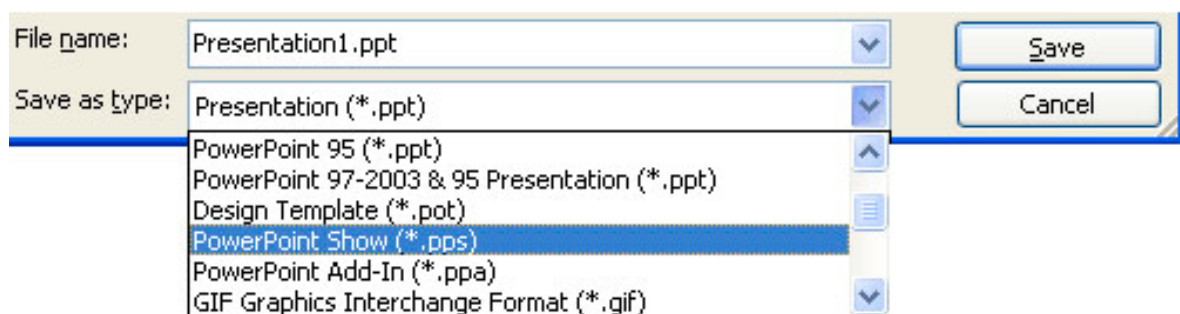 File name: Presentation1.ppt Save
Save as type: Presentation (*.ppt) Cancel
PowerPoint 95 (*.ppt)
PowerPoint 97-2003 & 95 Presentation (*.ppt)
Design Template (*.pot)
PowerPoint Show (*.pps)
PowerPoint Add-In (*.ppa)
GIF Graphics Interchange Format (*.gif)